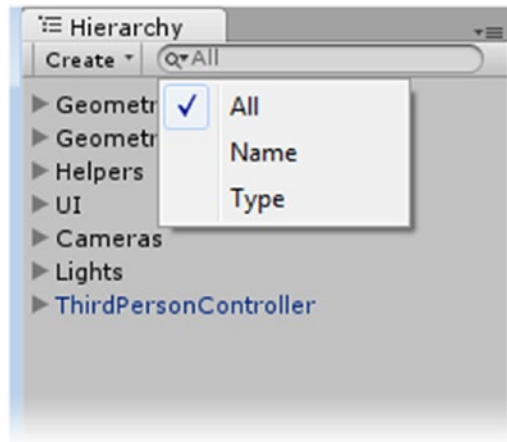 Hierarchy
Create All
Geometr All
Geometr Name
Helpers
UI Type
Cameras
Lights
ThirdPersonController